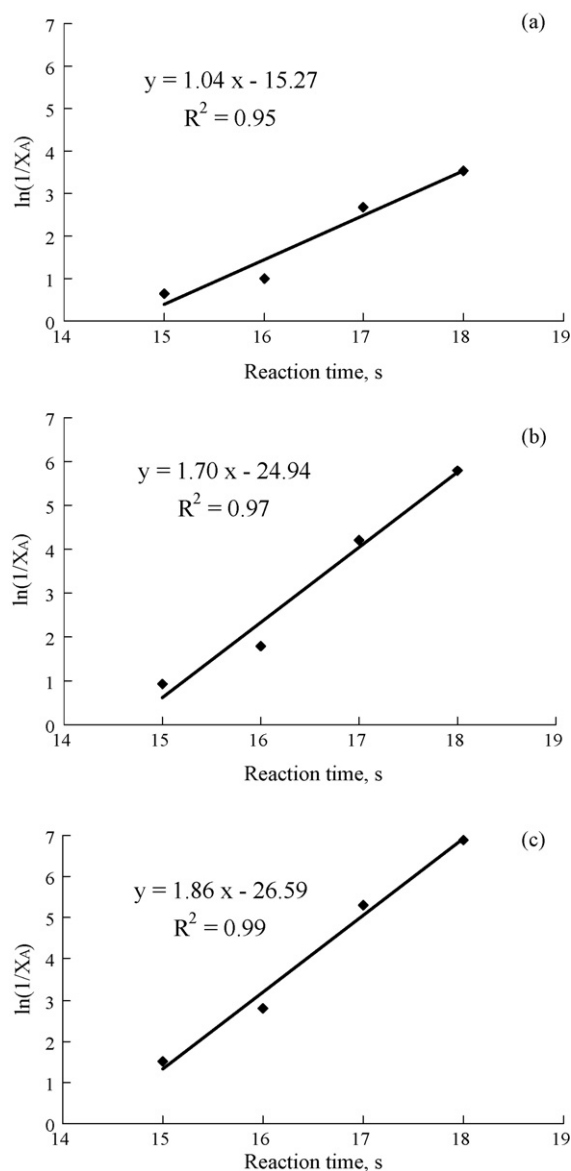 (a)
7
6
5
4
3
2
1
0
ln(1/XA)
y = 1.04 x - 15.27
R² = 0.95
14 15 16 17 18 19
Reaction time, s
(b)
7
6
5
4
3
2
1
0
ln(1/XA)
y = 1.70 x - 24.94
R² = 0.97
14 15 16 17 18 19
Reaction time, s
(c)
7
6
5
4
3
2
1
0
ln(1/XA)
y = 1.86 x - 26.59
R² = 0.99
14 15 16 17 18 19
Reaction time, s